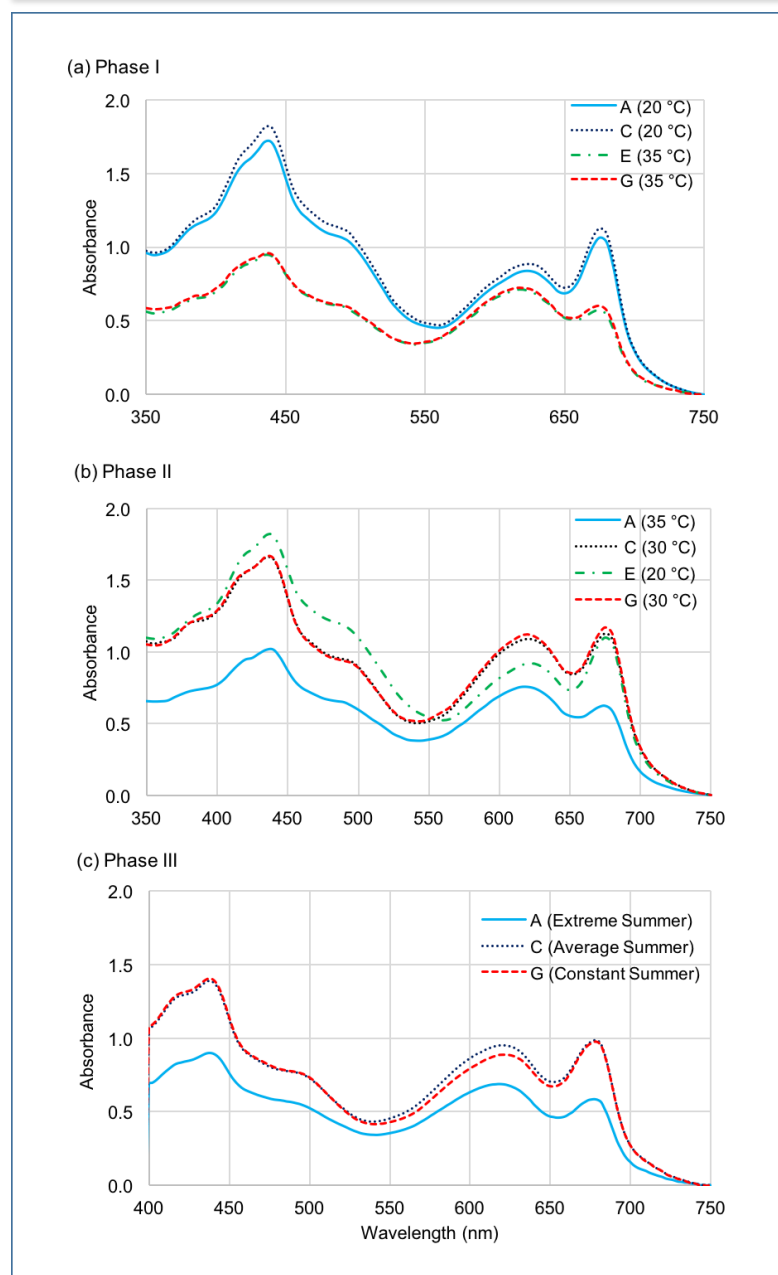 (a) Phase I
2.0
1.5
1.0
0.5
0.0
Absorbance
A (20 °C)
C (20 °C)
E (35 °C)
G (35 °C)
350 450 550 650 750
(b) Phase II
2.0
1.5
1.0
0.5
0.0
Absorbance
A (35 °C)
C (30 °C)
E (20 °C)
G (30 °C)
350 400 450 500 550 600 650 700 750
(c) Phase III
2.0
1.5
1.0
0.5
0.0
Absorbance
A (Extreme Summer)
C (Average Summer)
G (Constant Summer)
400 450 500 550 600 650 700 750
Wavelength (nm)